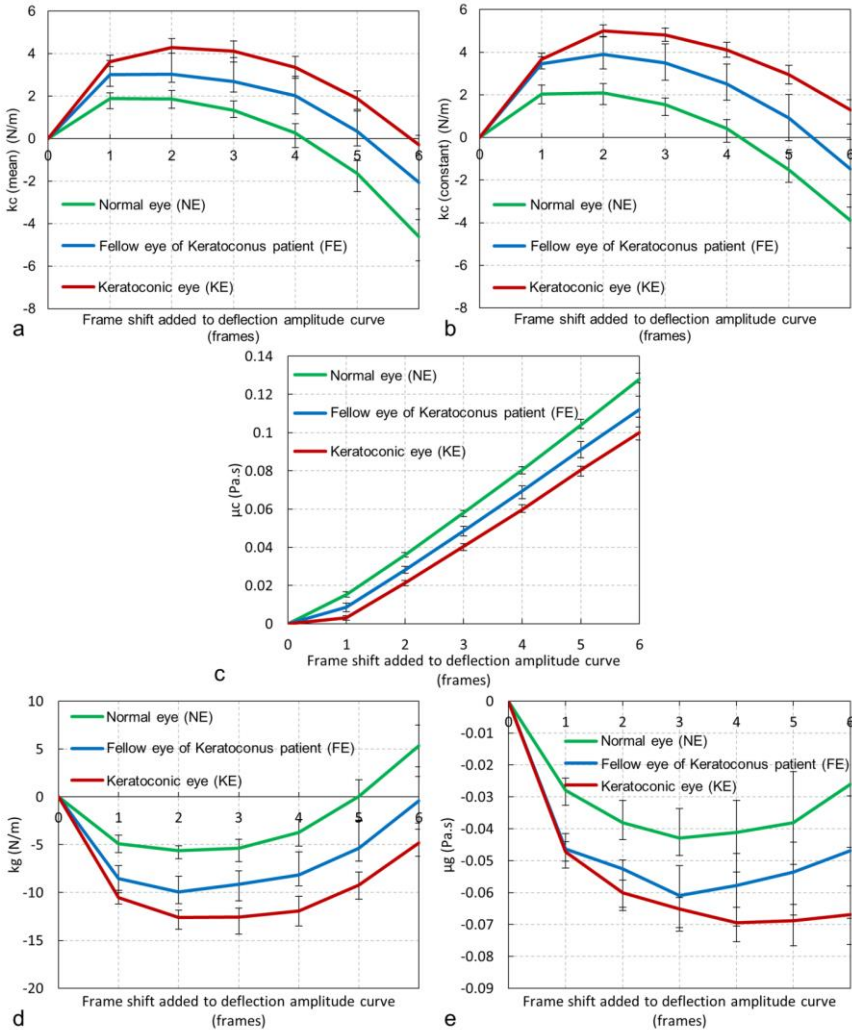 6
4
2
0
-2
-4
-6
-8
kc (mean) (N/m)
0 1 2 3 4 5 6
Normal eye (NE)
Fellow eye of Keratoconus patient (FE)
Keratoconic eye (KE)
Frame shift added to deflection amplitude curve
(frames)
a
6
4
2
0
-2
-4
-6
-8
kc (constant) (N/m)
0 1 2 3 4 5 6
Normal eye (NE)
Fellow eye of Keratoconus patient (FE)
Keratoconic eye (KE)
Frame shift added to deflection amplitude curve
(frames)
b
0.14
0.12
0.1
0.08
0.06
0.04
0.02
0
μc (Pa.s)
Normal eye (NE)
Fellow eye of Keratoconus patient (FE)
Keratoconic eye (KE)
0 1 2 3 4 5 6
Frame shift added to deflection amplitude curve
(frames)
c
10
5
0
-5
-10
-15
-20
kg (N/m)
Normal eye (NE)
Fellow eye of Keratoconus patient (FE)
Keratoconic eye (KE)
0 1 2 3 4 5 6
Frame shift added to deflection amplitude curve
(frames)
d
0
-0.01
-0.02
-0.03
-0.04
-0.05
-0.06
-0.07
-0.08
-0.09
μg (Pa.s)
0 1 2 3 4 5 6
Normal eye (NE)
Fellow eye of Keratoconus patient (FE)
Keratoconic eye (KE)
Frame shift added to deflection amplitude curve
(frames)
e